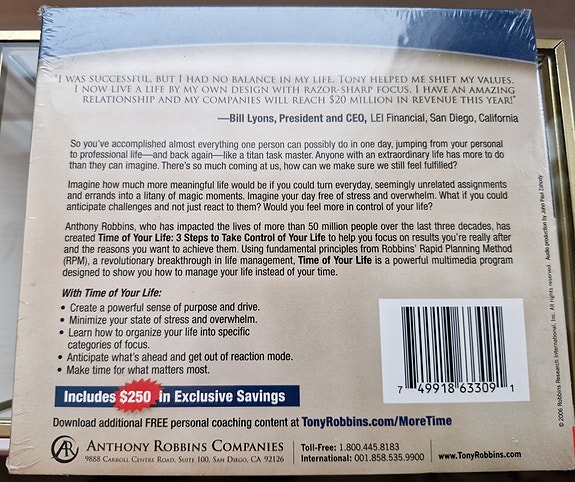 "I WAS SUCCESSFUL, BUT I HAD NO BALANCE IN MY LIFE. TONY HELPED ME SHIFT MY VALUES.
I NOW LIVE A LIFE BY MY OWN DESIGN WITH RAZOR-SHARP FOCUS. I HAVE AN AMAZING
RELATIONSHIP AND MY COMPANIES WILL REACH $20 MILLION IN REVENUE THIS YEAR!"
—Bill Lyons, President and CEO, LEI Financial, San Diego, California
So you've accomplished almost everything one person can possibly do in one day, jumping from your personal
to professional life—and back again—like a titan task master. Anyone with an extraordinary life has more to do
than they can imagine. There's so much coming at us, how can we make sure we still feel fulfilled?
Imagine how much more meaningful life would be if you could turn everyday, seemingly unrelated assignments
and errands into a litany of magic moments. Imagine your day free of stress and overwhelm. What if you could
anticipate challenges and not just react to them? Would you feel more in control of your life?
Anthony Robbins, who has impacted the lives of more than 50 million people over the last three decades, has
created Time of Your Life: 3 Steps to Take Control of Your Life to help you focus on results you're really after
and the reasons you want to achieve them. Using fundamental principles from Robbins' Rapid Planning Method
(RPM), a revolutionary breakthrough in life management, Time of Your Life is a powerful multimedia program
designed to show you how to manage your life instead of your time.
With Time of Your Life:
• Create a powerful sense of purpose and drive.
• Minimize your state of stress and overwhelm.
• Learn how to organize your life into specific
categories of focus.
• Anticipate what's ahead and get out of reaction mode.
• Make time for what matters most.
Includes $250 in Exclusive Savings
Download additional FREE personal coaching content at TonyRobbins.com/MoreTime
7 49918 63309 1
AR ANTHONY ROBBINS COMPANIES
9888 CARROLL CENTRE ROAD, SUITE 100, SAN DIEGO, CA 92126
Toll-Free: 1.800.445.8183
International: 001.858.535.9900
www.TonyRobbins.com
© 2006 Robbins Research International, Inc. All rights reserved. Audio production by John Paul